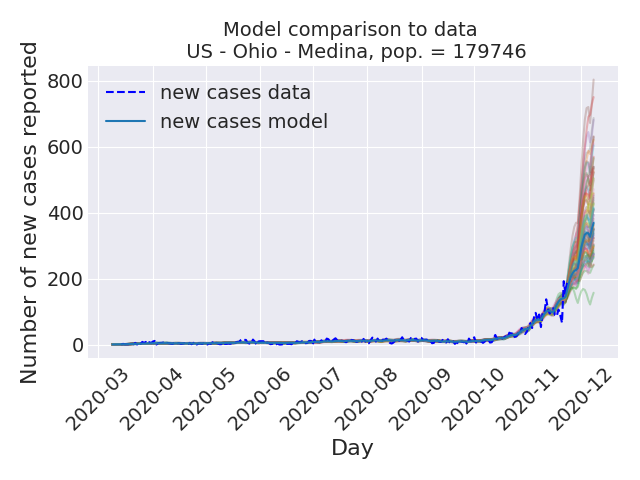 Model comparison to data
US - Ohio - Medina, pop. = 179746
Number of new cases reported
800
600
400
200
0
new cases data
new cases model
2020-03
2020-04
2020-05
2020-06
2020-07
2020-08
2020-09
2020-10
2020-11
2020-12
Day